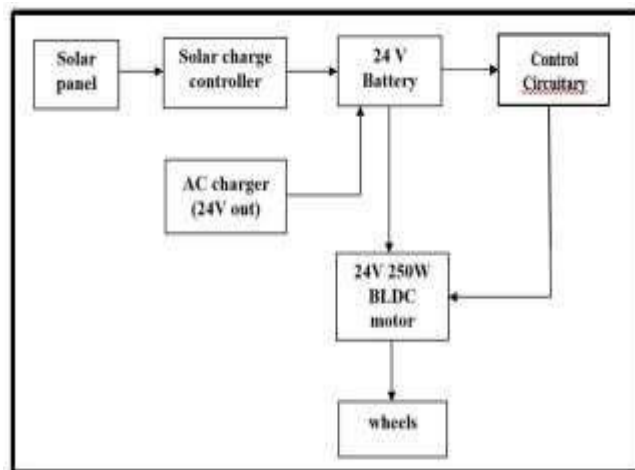 Solar
panel
Solar charge
controller
24 V
Battery
Control
Circuitary
AC charger
(24V out)
24V 250W
BLDC
motor
wheels